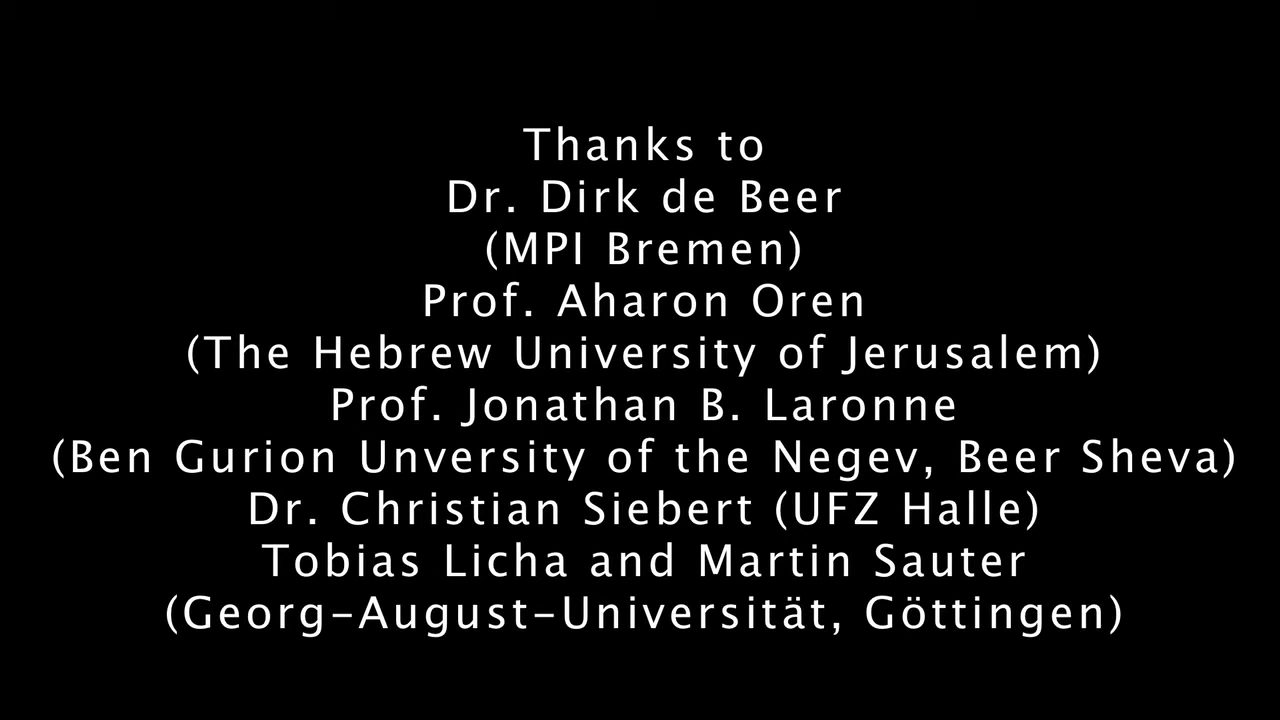 Thanks to
Dr. Dirk de Beer
(MPI Bremen)
Prof. Aharon Oren
(The Hebrew University of Jerusalem)
Prof. Jonathan B. Laronne
(Ben Gurion Unversity of the Negev, Beer Sheva)
Dr. Christian Siebert (UFZ Halle)
Tobias Licha and Martin Sauter
(Georg-August-Universität, Göttingen)